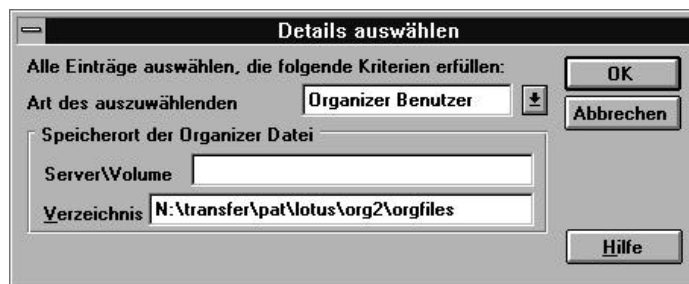 Details auswählen
Alle Einträge auswählen, die folgende Kriterien erfüllen:
OK
Art des auszuwählenden Organizer Benutzer
Abbrechen
Speicherort der Organizer Datei
Server\Volume
Verzeichnis N:\transfer\pat\lotus\org2\orgfiles
Hilfe